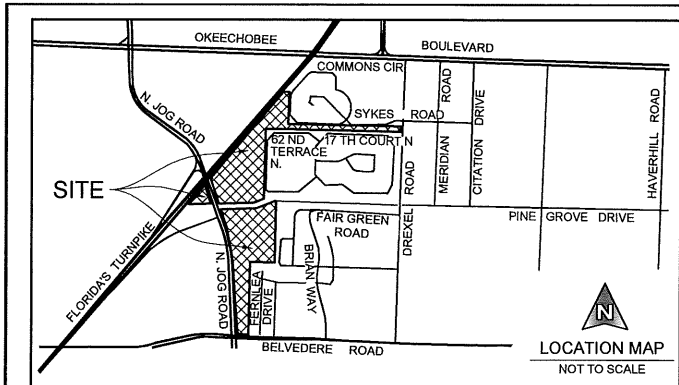 OKEECHOBEE BOULEVARD
COMMONS CIR
N. JOG ROAD
SYKES ROAD
ROAD
MERIDIAN
CITATION DRIVE
HAVERHILL ROAD
62 ND
TERRACE
N.
17 TH COURT N
SITE
DREXEL ROAD
FAIR GREEN
ROAD
PINE GROVE DRIVE
FLORIDA'S TURNPIKE
N. JOG ROAD
FERNLEA
DRIVE
BRIAN WAY
BELVEDERE ROAD
N
LOCATION MAP
NOT TO SCALE